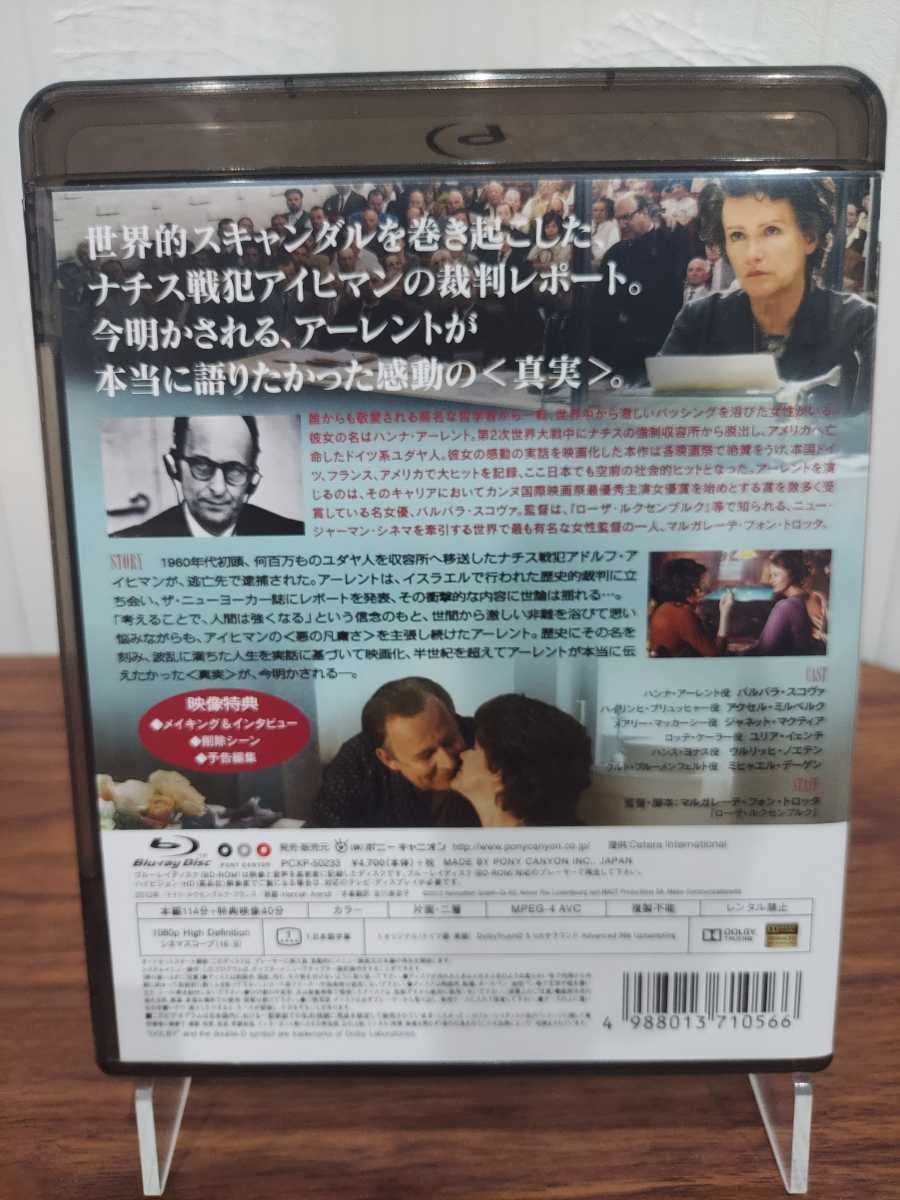 世界的スキャンダルを巻き起こした、
ナチス戦犯アイヒマンの裁判レポート。
今明かされる、アーレントが
本当に語りたかった感動の＜真実＞。
誰からも敬愛される高名な哲学者から一転、世界中から激しいバッシングを浴びた女性がいる。
彼女の名はハンナ・アーレント。第2次世界大戦中にナチスの強制収容所から脱出し、アメリカへ亡
命したドイツ系ユダヤ人。彼女の感動の実話を映画化した本作は各映画祭で絶賛をうけ、本国ドイ
ツ、フランス、アメリカで大ヒットを記録、ここ日本でも空前の社会的ヒットとなった。アーレントを演
じるのは、そのキャリアにおいてカンヌ国際映画祭最優秀主演女優賞を始めとする賞を数多く受
賞している名女優、バルバラ・スコヴァ。監督は、『ローザ・ルクセンブルク』等で知られる、ニュー・
ジャーマン・シネマを牽引する世界で最も有名な女性監督の一人、マルガレーテ・フォン・トロッタ。
STORY 1960年代初頭、何百万ものユダヤ人を収容所へ移送したナチス戦犯アドルフ・ア
イヒマンが、逃亡先で逮捕された。アーレントは、イスラエルで行われた歴史的裁判に立
ち会い、ザ・ニューヨーカー誌にレポートを発表、その衝撃的な内容に世論は揺れる…。
「考えることで、人間は強くなる」という信念のもと、世間から激しい非難を浴びて思い
悩みながらも、アイヒマンの＜悪の凡庸さ＞を主張し続けたアーレント。歴史にその名を
刻み、波乱に満ちた人生を実話に基づいて映画化、半世紀を超えてアーレントが本当に伝
えたかった＜真実＞が、今明かされる―。
映像特典
◆メイキング&インタビュー
◆削除シーン
◆予告編集
CAST
ハンナ・アーレント役 バルバラ・スコヴァ
ハインリヒ・ブリュッヒャー役 アクセル・ミルベルク
メアリー・マッカーシー役 ジャネット・マクティア
ロッテ・ケーラー役 ユリア・イェンチ
ハンス・ヨナス役 ウルリッヒ・ノエテン
クルト・ブルーメンフェルト役 ミヒャエル・デーゲン
STAFF
監督・脚本:マルガレーテ・フォン・トロッタ
『ローザ・ルクセンブルク』
Blu-ray Disc PONY CANYON 発売・販売元 (株)ポニーキャニオン http://www.ponycanyon.co.jp/ 提供:Cetera International
PCXP-50233 ¥4,700(本体)+税 MADE BY PONY CANYON INC., JAPAN
本編114分+特典映像40分 カラー 片面・二層 MPEG-4 AVC 複製不能 レンタル禁止
1080p High Definition
1.日本語字幕
DOLBY
TRUEHD
"DOLBY" and the double-D symbol are trademarks of Dolby Laboratories.
4 988013 710566